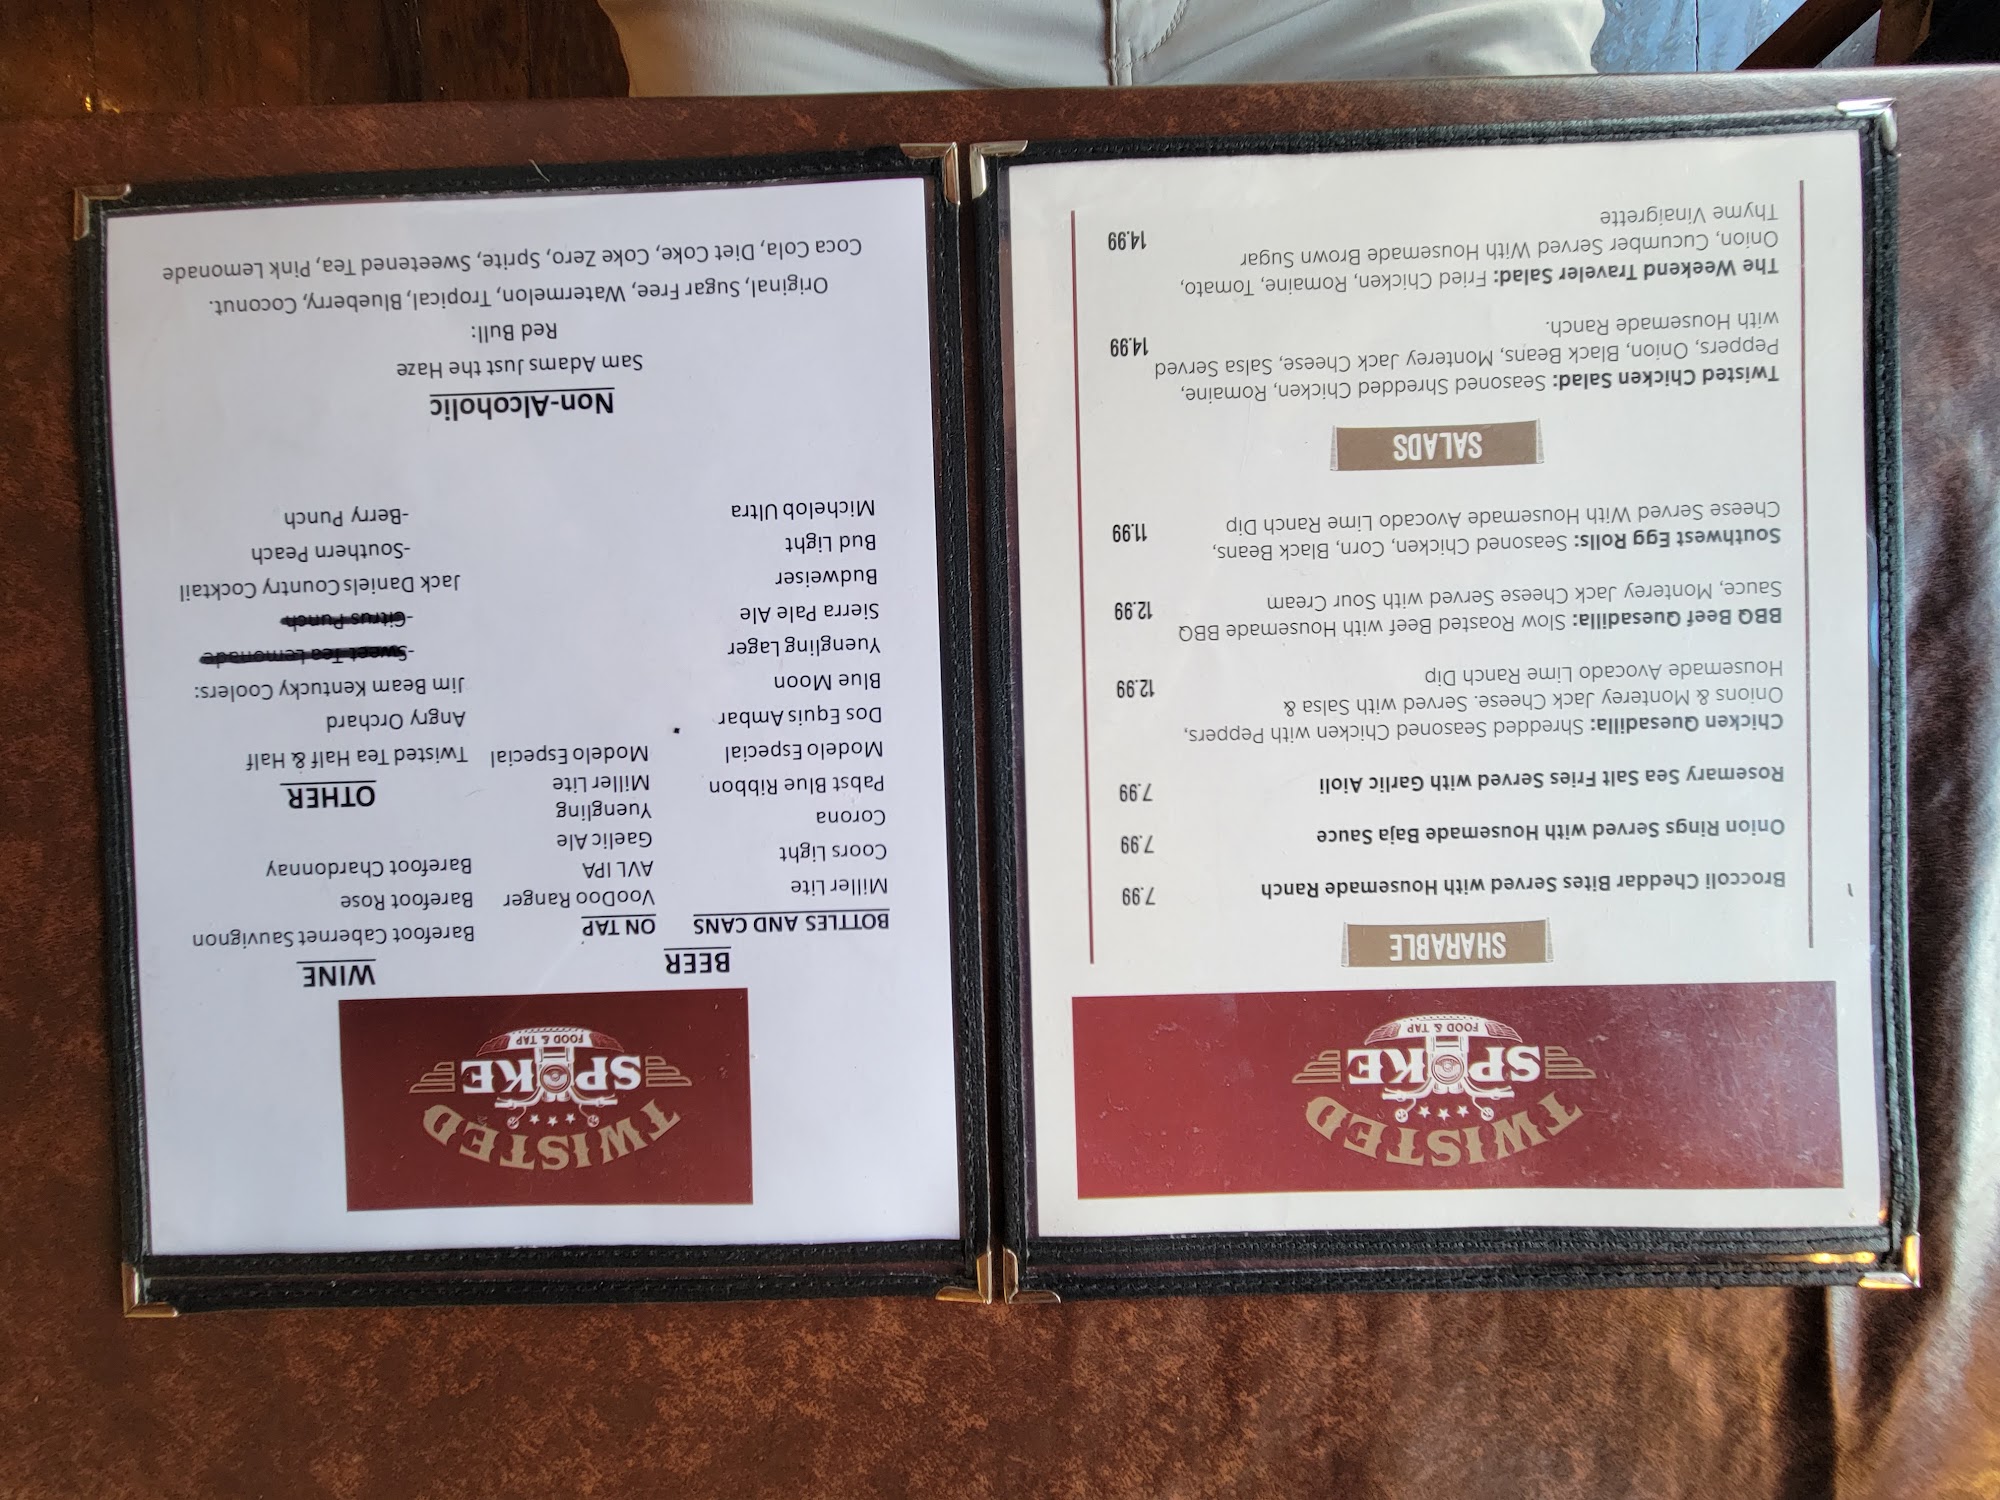 TWISTED
SPOKE
FOOD & TAP
SHARABLE
Broccoli Cheddar Bites Served with Housemade Ranch 7.99
Onion Rings Served with Housemade Baja Sauce 7.99
Rosemary Sea Salt Fries Served with Garlic Aioli 7.99
Chicken Quesadilla: Shredded Seasoned Chicken with Peppers,
Onions & Monterey Jack Cheese. Served with Salsa & 12.99
Housemade Avocado Lime Ranch Dip
BBQ Beef Quesadilla: Slow Roasted Beef with Housemade BBQ
Sauce, Monterey Jack Cheese Served with Sour Cream 12.99
Southwest Egg Rolls: Seasoned Chicken, Corn, Black Beans,
Cheese Served With Housemade Avocado Lime Ranch Dip 11.99
SALADS
Twisted Chicken Salad: Seasoned Shredded Chicken, Romaine,
Peppers, Onion, Black Beans, Monterey Jack Cheese, Salsa Served 14.99
with Housemade Ranch.
The Weekend Traveler Salad: Fried Chicken, Romaine, Tomato,
Onion, Cucumber Served With Housemade Brown Sugar 14.99
Thyme Vinaigrette
TWISTED
SPOKE
FOOD & TAP
BEER
BOTTLES AND CANS
Miller Lite
Coors Light
Corona
Pabst Blue Ribbon
Modelo Especial
Dos Equis Ambar
Blue Moon
Yuengling Lager
Sierra Pale Ale
Budweiser
Bud Light
Michelob Ultra
ON TAP
VooDoo Ranger
AVL IPA
Gaelic Ale
Yuengling
Miller Lite
Modelo Especial
WINE
Barefoot Cabernet Sauvignon
Barefoot Rose
Barefoot Chardonnay
OTHER
Twisted Tea Half & Half
Angry Orchard
Jim Beam Kentucky Coolers:
-Sweet Tea Lemonade
-Citrus Punch
Jack Daniels Country Cocktail
-Southern Peach
-Berry Punch
Non-Alcoholic
Sam Adams Just the Haze
Red Bull:
Original, Sugar Free, Watermelon, Tropical, Blueberry, Coconut.
Coca Cola, Diet Coke, Coke Zero, Sprite, Sweetened Tea, Pink Lemonade